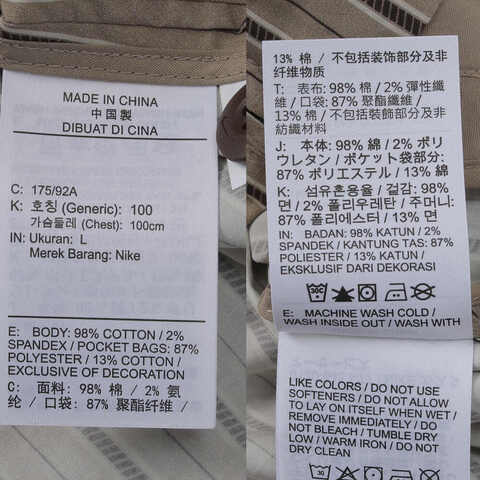 MADE IN CHINA
中国製
DIBUAT DI CINA
C: 175/92A
K: 호칭 (Generic): 100
가슴둘레 (Chest): 100cm
IN: Ukuran: L
Merek Barang: Nike
E: BODY: 98% COTTON / 2%
SPANDEX / POCKET BAGS: 87%
POLYESTER / 13% COTTON /
EXCLUSIVE OF DECORATION
C: 面料: 98% 棉 / 2% 氨
纶 / 口袋: 87% 聚酯纤维 /
13% 棉 / 不包括装饰部分及非
纤维物质
T: 表布: 98% 棉 / 2% 彈性纖
維 / 口袋: 87% 聚酯纖維 /
13% 棉 / 不包括裝飾部分及非
紡織材料
J: 本体: 98% 綿 / 2% ポリ
ウレタン / ポケット袋部分:
87% ポリエステル / 13% 綿
K: 섬유혼용율 / 겉감: 98%
면 / 2% 폴리우레탄 / 주머니:
87% 폴리에스터 / 13% 면
IN: BADAN: 98% KATUN / 2%
SPANDEK / KANTUNG TAS: 87%
POLYESTER / 13% KATUN /
EKSKLUSIF DARI DEKORASI
30C
E: MACHINE WASH COLD /
WASH INSIDE OUT / WASH WITH
LIKE COLORS / DO NOT USE
SOFTENERS / DO NOT ALLOW
TO LAY ON ITSELF WHEN WET /
REMOVE IMMEDIATELY / DO
NOT BLEACH / TUMBLE DRY
LOW / WARM IRON / DO NOT
DRY CLEAN